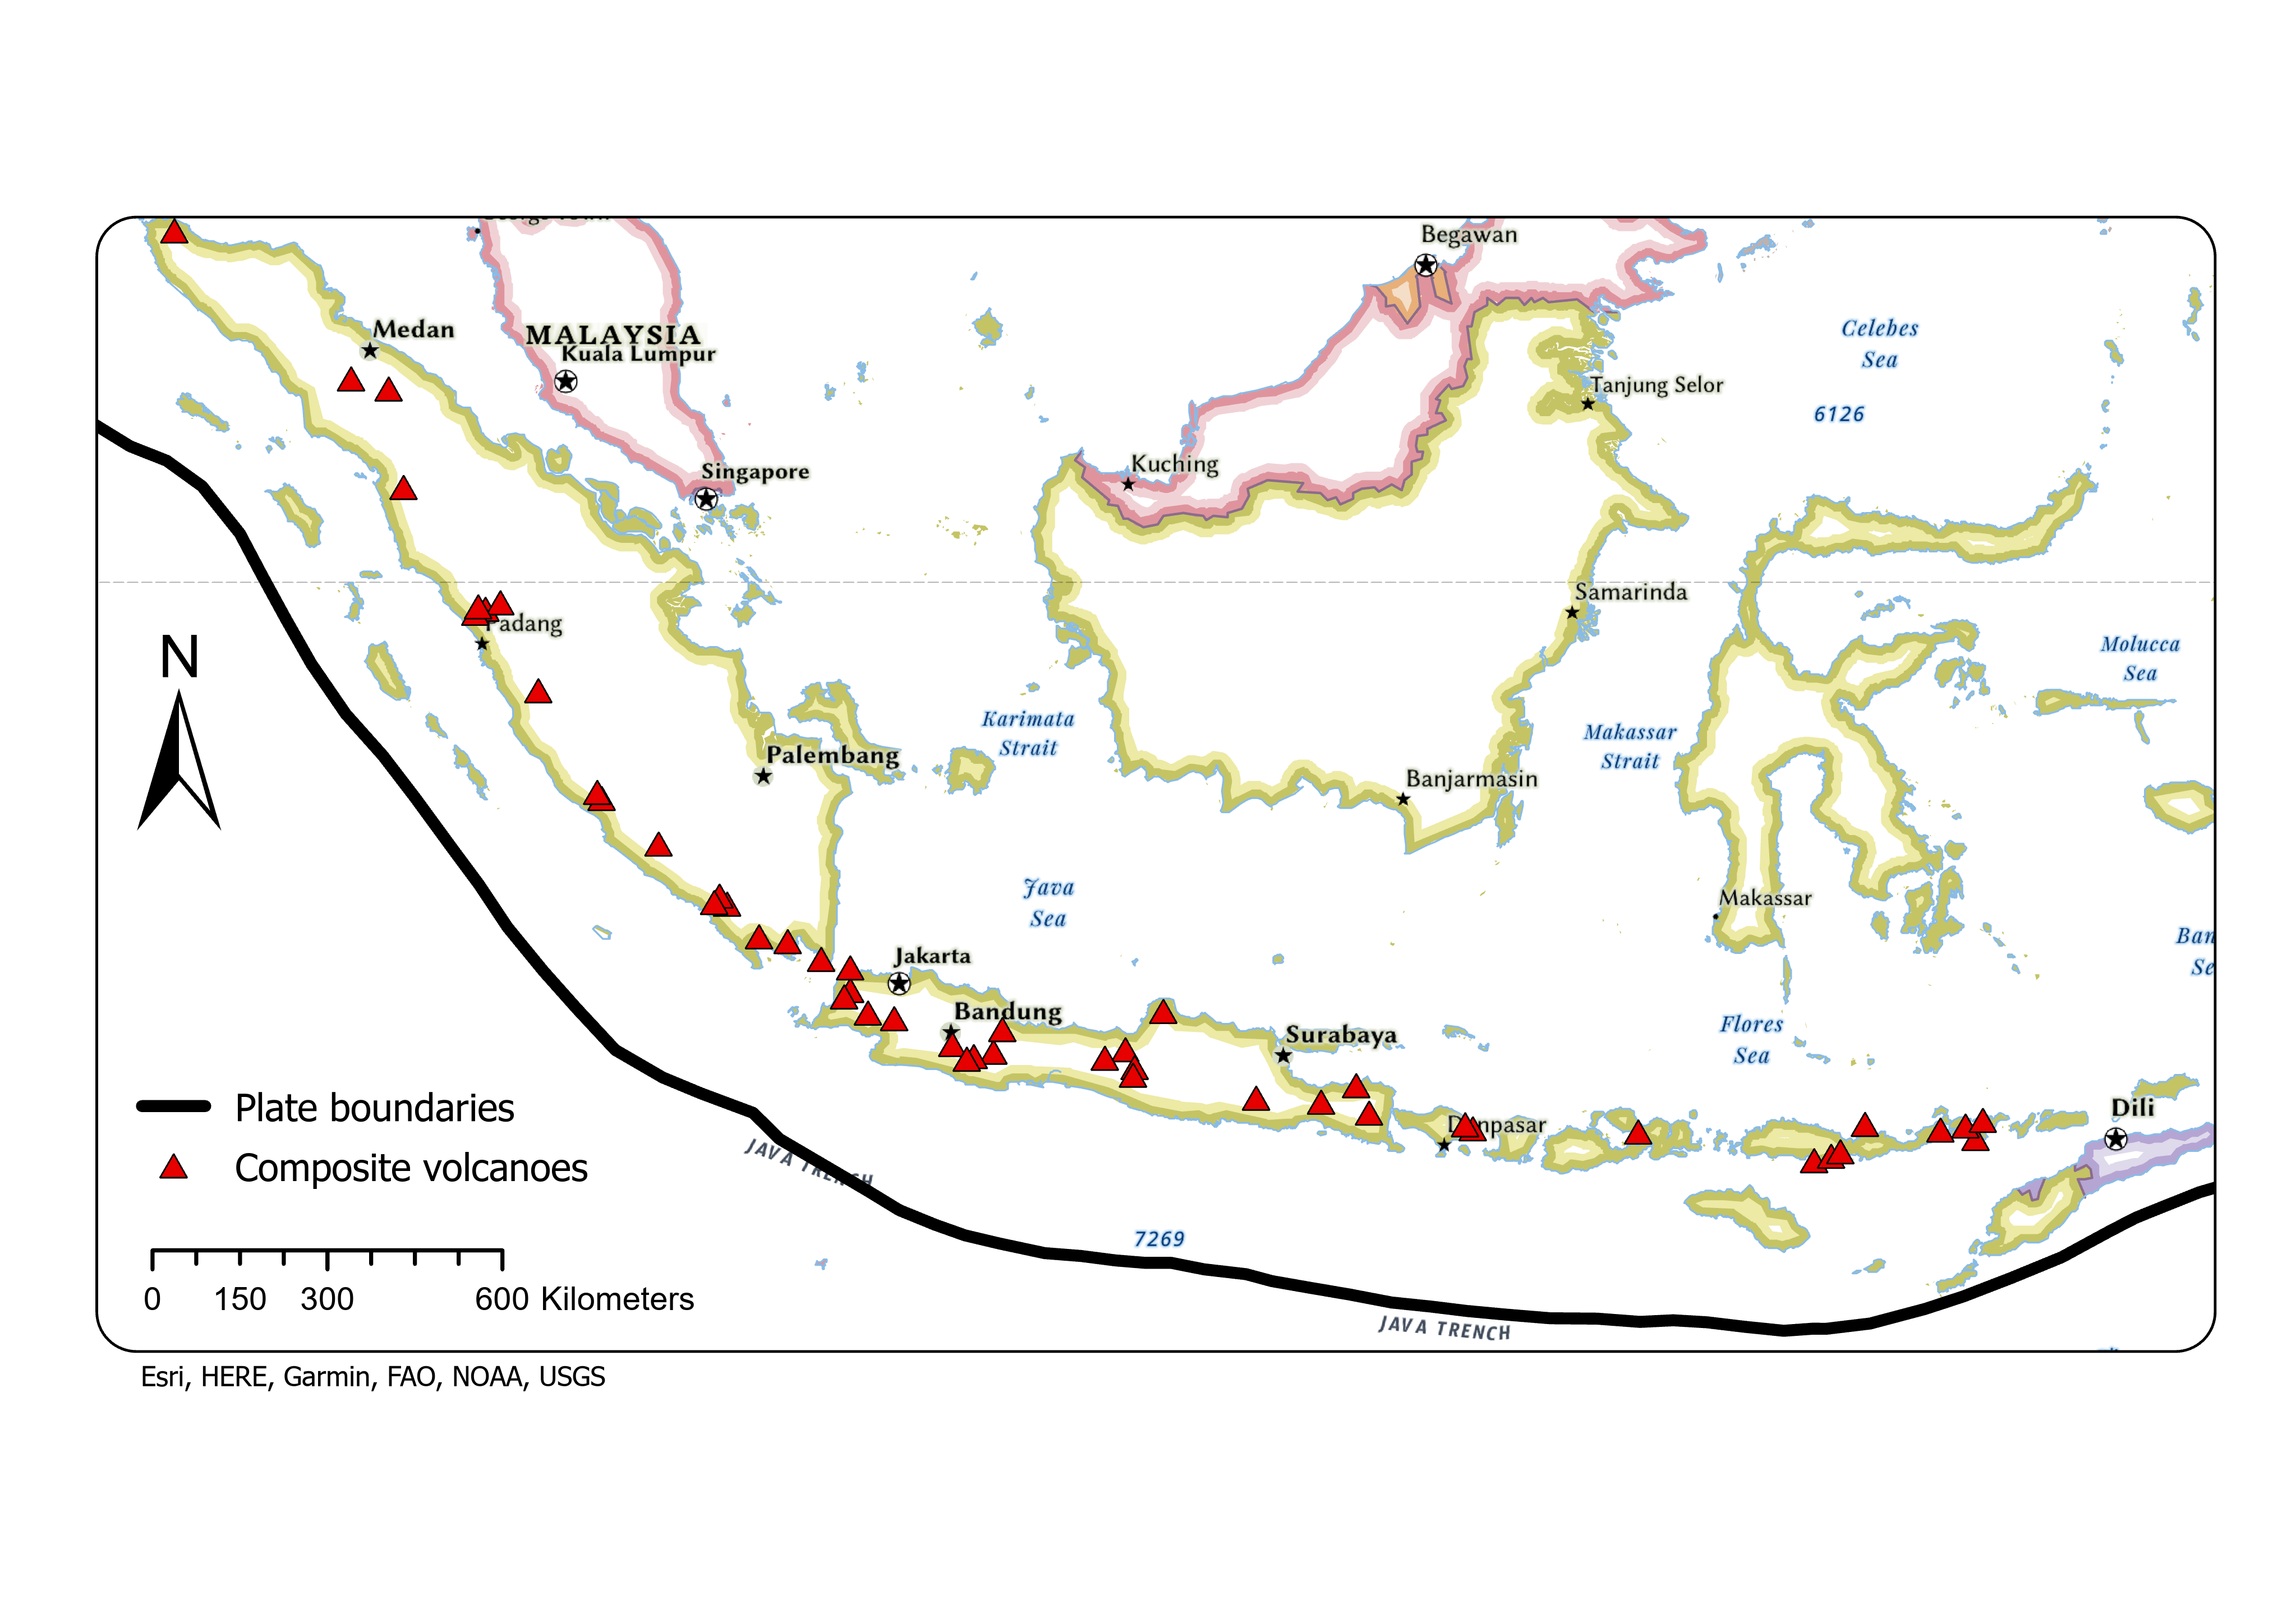 Begawan
Medan
MALAYSIA
Kuala Lumpur
Celebes
Sea
Tanjung Selor
6126
Kuching
Singapore
Samarinda
Padang
N
Molucca
Sea
Karimata
Strait
Makassar
Strait
Palembang
Banjarmasin
Java
Sea
Makassar
Ban
Se
Jakarta
Bandung
Surabaya
Flores
Sea
Dili
Plate boundaries
Composite volcanoes
JAVA TRENCH
7269
JAVA TRENCH
0 150 300 600 Kilometers
Esri, HERE, Garmin, FAO, NOAA, USGS